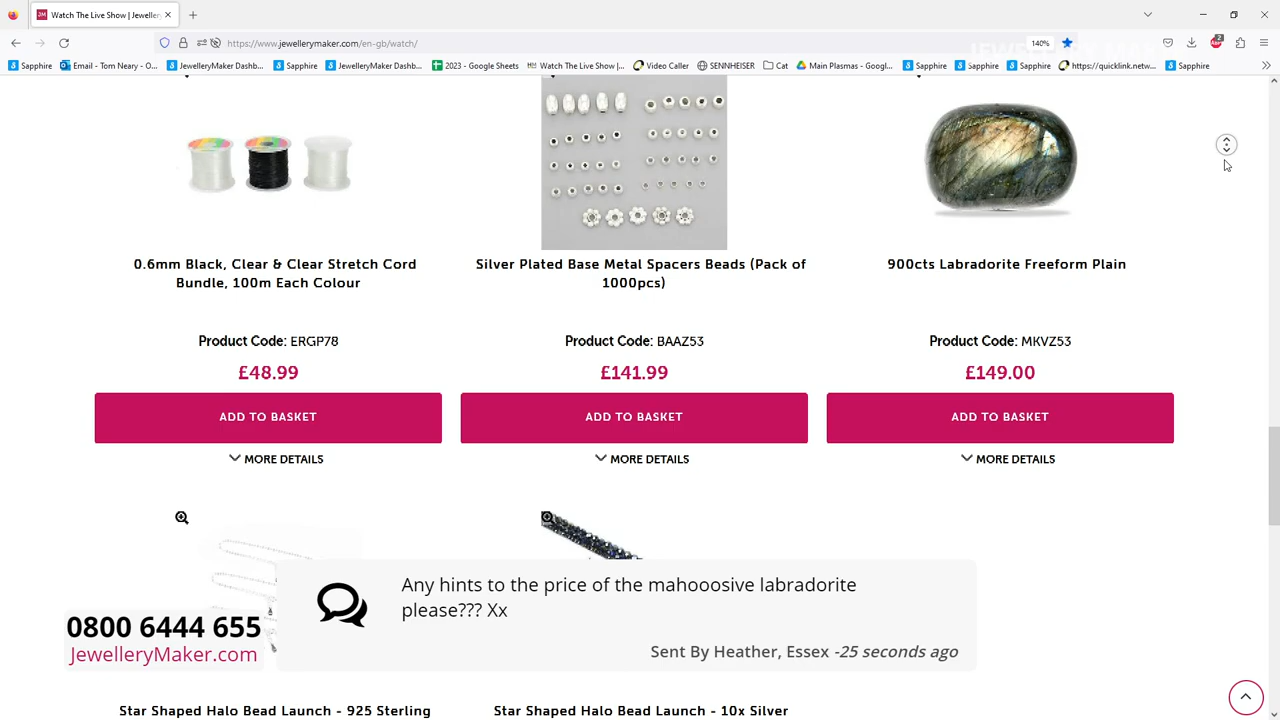 Watch The Live Show | Jeweller
https://www.jewellerymaker.com/en-gb/watch/
140%
2
Sapphire
Email - Tom Neary - O...
JewelleryMaker Dashb...
Sapphire
JewelleryMaker Dashb...
2023 - Google Sheets
Watch The Live Show |...
Video Caller
SENNHEISER
Cat
Main Plasmas - Googl...
Sapphire
Sapphire
Sapphire
https://quicklink.netw...
Sapphire
0.6mm Black, Clear & Clear Stretch Cord
Bundle, 100m Each Colour
Product Code: ERGP78
£48.99
ADD TO BASKET
MORE DETAILS
Silver Plated Base Metal Spacers Beads (Pack of
1000pcs)
Product Code: BAAZ53
£141.99
ADD TO BASKET
MORE DETAILS
900cts Labradorite Freeform Plain
Product Code: MKVZ53
£149.00
ADD TO BASKET
MORE DETAILS
Any hints to the price of the mahooosive labradorite
please??? Xx
Sent By Heather, Essex -25 seconds ago
0800 6444 655
JewelleryMaker.com
Star Shaped Halo Bead Launch - 925 Sterling
Star Shaped Halo Bead Launch - 10x Silver